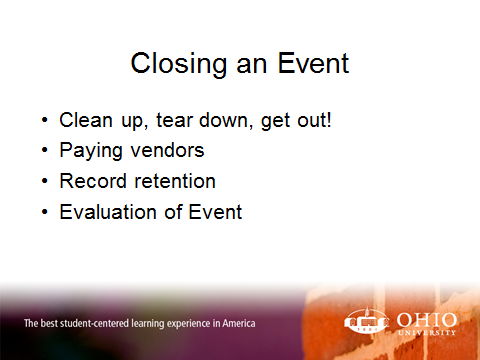 Closing an Event
• Clean up, tear down, get out!
• Paying vendors
• Record retention
• Evaluation of Event
The best student-centered learning experience in America
OHIO
UNIVERSITY